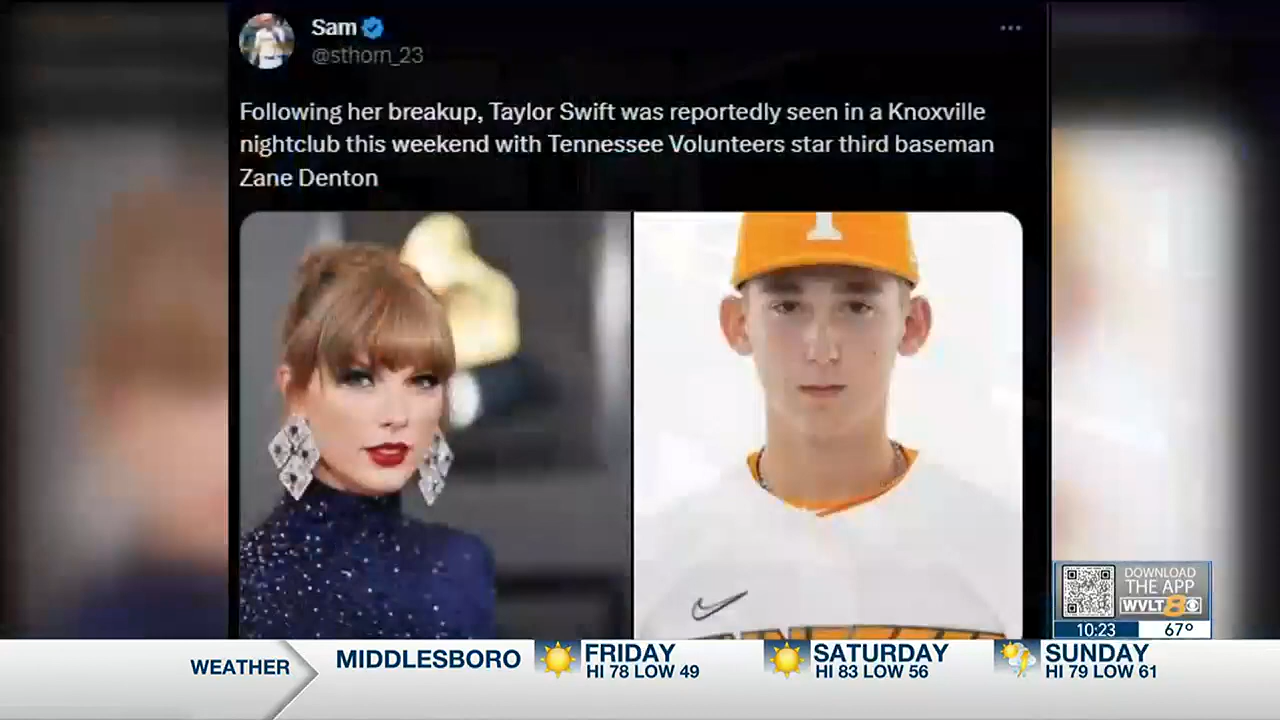 Sam
@sthorn_23
Following her breakup, Taylor Swift was reportedly seen in a Knoxville
nightclub this weekend with Tennessee Volunteers star third baseman
Zane Denton
T
DOWNLOAD
THE APP
WVLT 8
10:23 67°
WEATHER
MIDDLESBORO
FRIDAY
HI 78 LOW 49
SATURDAY
HI 83 LOW 56
SUNDAY
HI 79 LOW 61